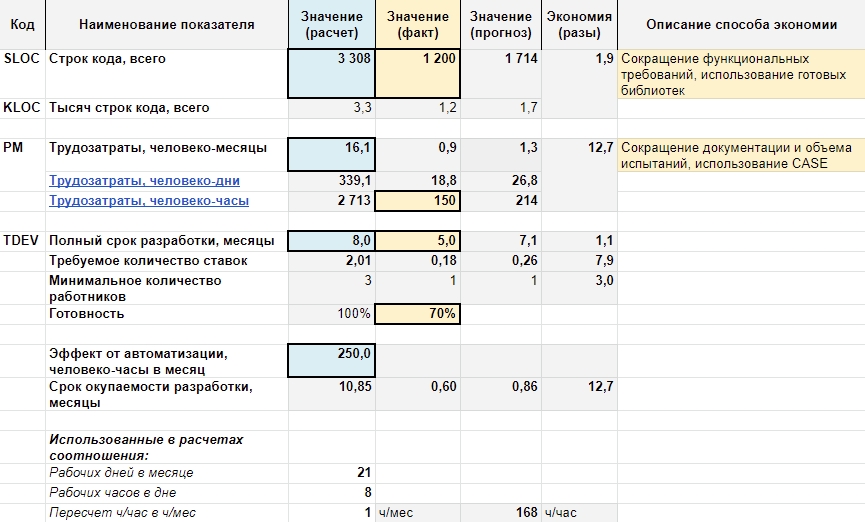 Код Наименование показателя Значение (расчет) Значение (факт) Значение (прогноз) Экономия (разы) Описание способа экономии
SLOC Строк кода, всего 3 308 1 200 1 714 1,9 Сокращение функциональных
требований, использование готовых
библиотек
KLOC Тысяч строк кода, всего 3,3 1,2 1,7
PM Трудозатраты, человеко-месяцы 16,1 0,9 1,3 12,7 Сокращение документации и объема
испытаний, использование CASE
Трудозатраты, человеко-дни 339,1 18,8 26,8
Трудозатраты, человеко-часы 2 713 150 214
TDEV Полный срок разработки, месяцы 8,0 5,0 7,1 1,1
Требуемое количество ставок 2,01 0,18 0,26 7,9
Минимальное количество 3 1 1 3,0
работников
Готовность 100% 70%
Эффект от автоматизации, 250,0
человеко-часы в месяц
Срок окупаемости разработки, 10,85 0,60 0,86 12,7
месяцы
Использованные в расчетах
соотношения:
Рабочих дней в месяце 21
Рабочих часов в дне 8
Пересчет ч/час в ч/мес 1 ч/мес 168 ч/час